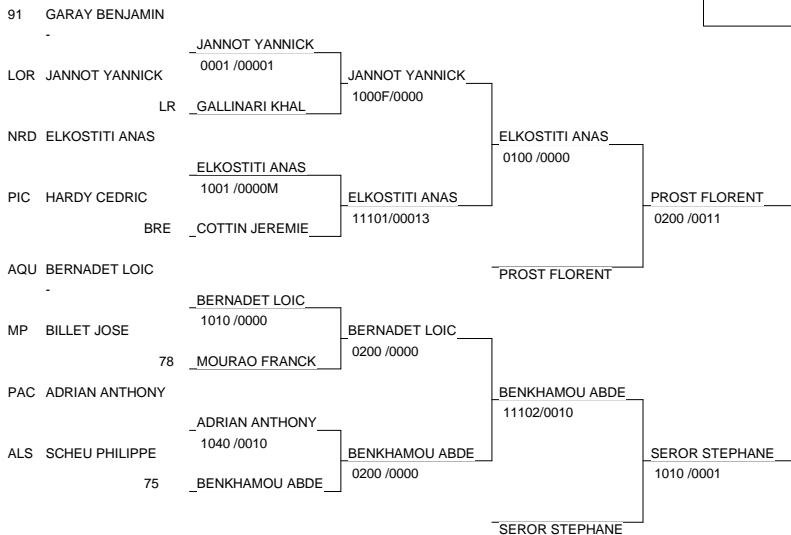 91 GARAY BENJAMIN
-
JANNOT YANNICK
0001 /00001
LOR JANNOT YANNICK
JANNOT YANNICK
1000F/0000
LR GALLINARI KHAL
NRD ELKOSTITI ANAS
ELKOSTITI ANAS
0100 /0000
ELKOSTITI ANAS
1001 /0000M
PIC HARDY CEDRIC
ELKOSTITI ANAS
11101/00013
PROST FLORENT
0200 /0011
BRE COTTIN JEREMIE
AQU BERNADET LOIC
-
PROST FLORENT
BERNADET LOIC
1010 /0000
MP BILLET JOSE
BERNADET LOIC
0200 /0000
78 MOURAO FRANCK
PAC ADRIAN ANTHONY
BENKHAMOU ABDE
11102/0010
ADRIAN ANTHONY
1040 /0010
ALS SCHEU PHILIPPE
BENKHAMOU ABDE
0200 /0000
SEROR STEPHANE
1010 /0001
75 BENKHAMOU ABDE
SEROR STEPHANE